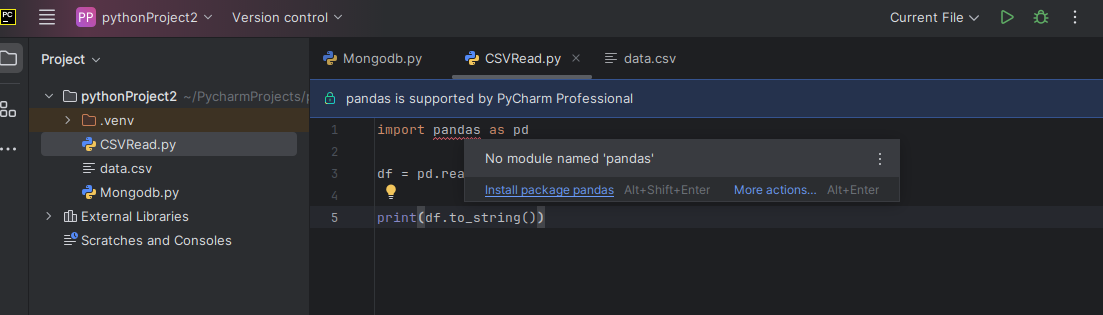 PC PP pythonProject2 Version control Current File
Project
Mongodb.py CSVRead.py data.csv
pythonProject2 ~/PycharmProjects/
pandas is supported by PyCharm Professional
.venv
CSVRead.py
data.csv
Mongodb.py
External Libraries
Scratches and Consoles
1 import pandas as pd
2
3 df = pd.rea
4
5 print(df.to_string())
No module named 'pandas'
Install package pandas Alt+Shift+Enter More actions... Alt+Enter